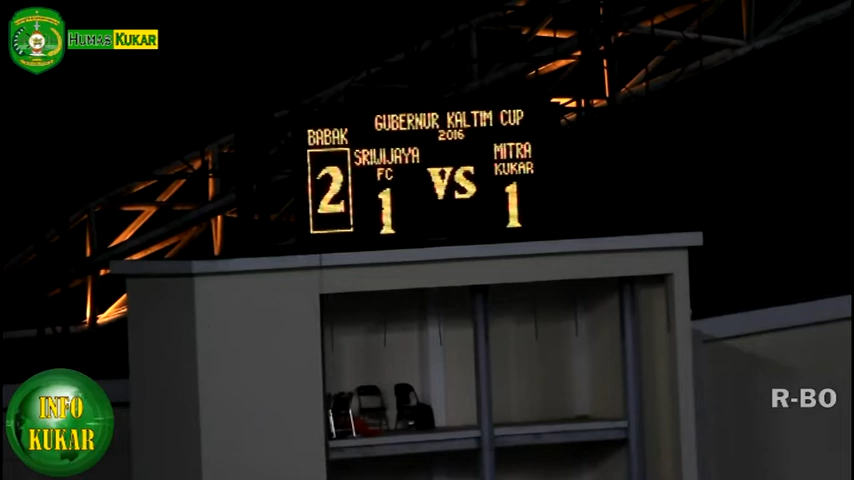 HUMAS KUKAR
GUBERNUR KALTIM CUP
2016
BABAK
2
SRIWIJAYA
FC
1
VS
MITRA
KUKAR
1
INFO
KUKAR
R-BO